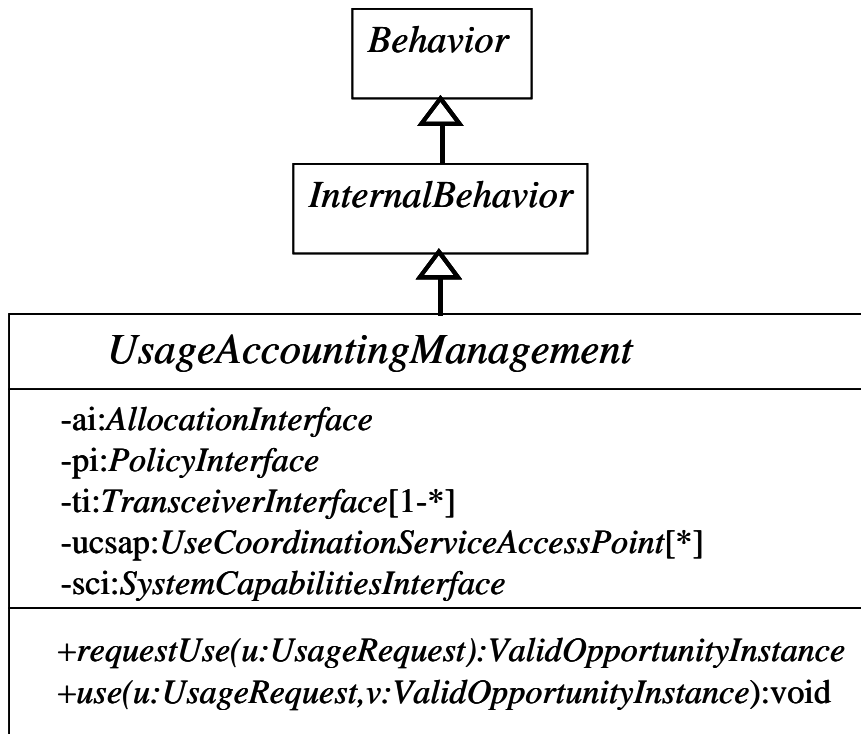 Behavior
InternalBehavior
UsageAccountingManagement
-ai:AllocationInterface
-pi:PolicyInterface
-ti:TransceiverInterface[1-*]
-ucsap:UseCoordinationServiceAccessPoint[*]
-sci:SystemCapabilitiesInterface
+requestUse(u:UsageRequest):ValidOpportunityInstance
+use(u:UsageRequest,v:ValidOpportunityInstance):void